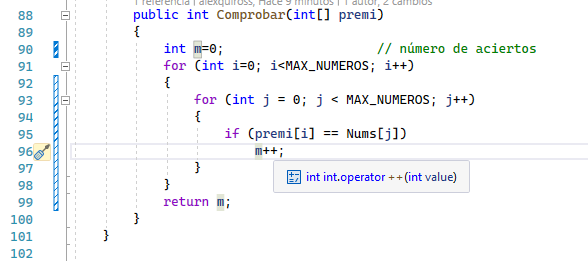 1 referencia | alexquiross, Hace 9 minutos | 1 autor, 2 cambios
88 public int Comprobar(int[] premi)
89 {
90 int m=0; // número de aciertos
91 for (int i=0; i<MAX_NUMEROS; i++)
92 {
93 for (int j = 0; j < MAX_NUMEROS; j++)
94 {
95 if (premi[i] == Nums[j])
96 m++;
97 }
int int.operator ++(int value)
98 }
99 return m;
100 }
101 }
102